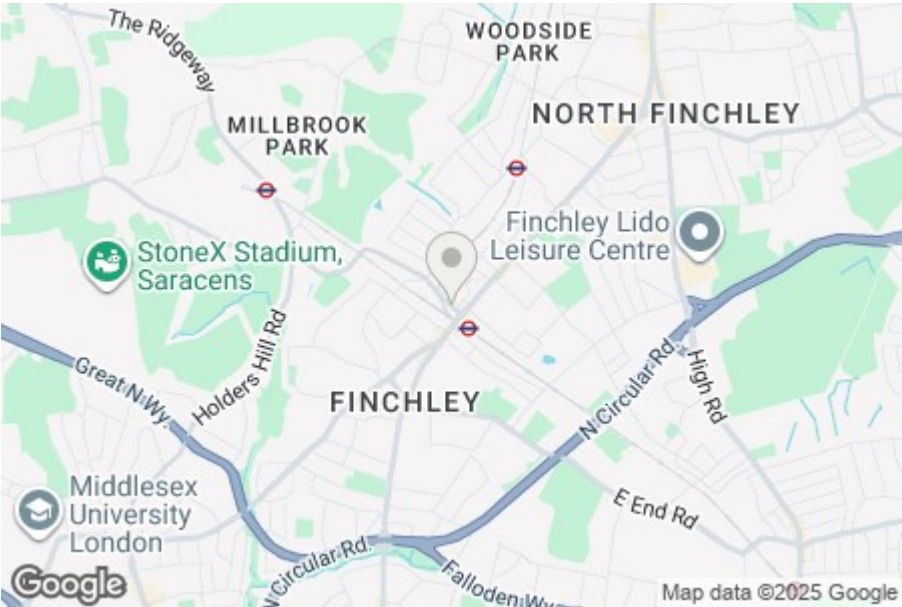 The Ridgeway
WOODSIDE
PARK
NORTH FINCHLEY
MILLBROOK
PARK
Finchley Lido
Leisure Centre
StoneX Stadium,
Saracens
Holders Hill Rd
Great N Wy
FINCHLEY
N Circular Rd
High Rd
Middlesex
University
London
E End Rd
N Circular Rd
Falloden Wy
Google
Map data ©2025 Google